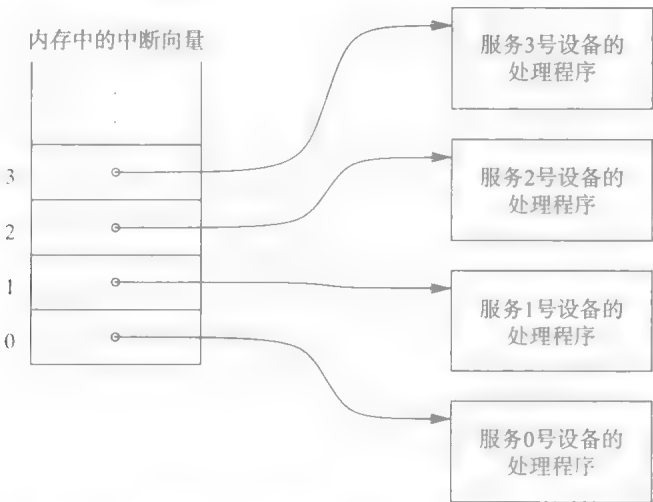 内存中的中断向量
3
2
1
0
服务3号设备的
处理程序
服务2号设备的
处理程序
服务1号设备的
处理程序
服务0号设备的
处理程序